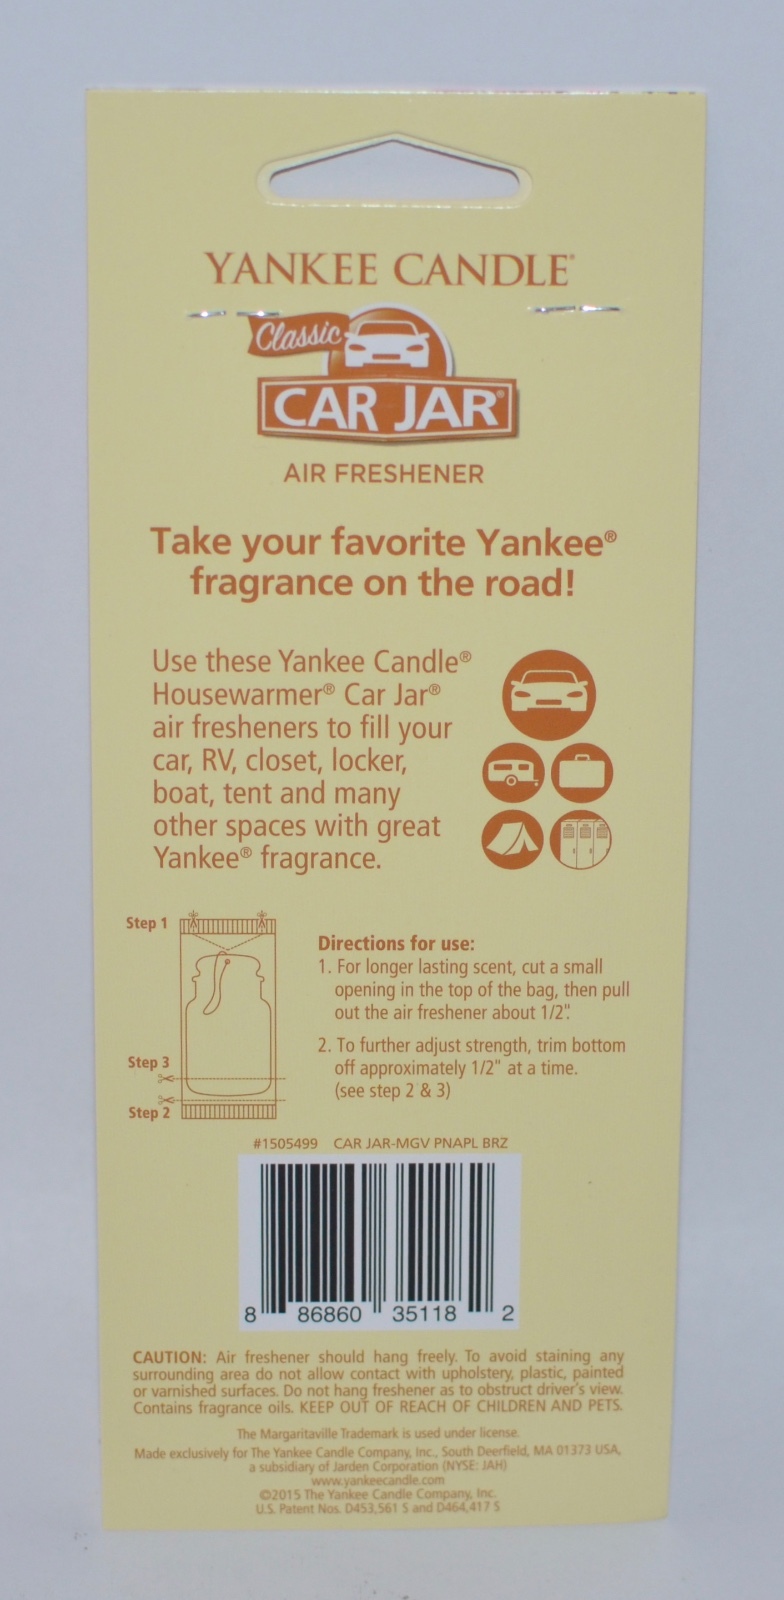 YANKEE CANDLE®
Classic
CAR JAR®
AIR FRESHENER
Take your favorite Yankee®
fragrance on the road!
Use these Yankee Candle®
Housewarmer® Car Jar®
air fresheners to fill your
car, RV, closet, locker,
boat, tent and many
other spaces with great
Yankee® fragrance.
Step 1
Step 3
Step 2
Directions for use:
1. For longer lasting scent, cut a small
opening in the top of the bag, then pull
out the air freshener about 1/2".
2. To further adjust strength, trim bottom
off approximately 1/2" at a time.
(see step 2 & 3)
#1505499 CAR JAR-MGV PNAPL BRZ
8 86860 35118 2
CAUTION: Air freshener should hang freely. To avoid staining any
surrounding area do not allow contact with upholstery, plastic, painted
or varnished surfaces. Do not hang freshener as to obstruct driver's view.
Contains fragrance oils. KEEP OUT OF REACH OF CHILDREN AND PETS.
The Margaritaville Trademark is used under license.
Made exclusively for The Yankee Candle Company, Inc., South Deerfield, MA 01373 USA,
a subsidiary of Jarden Corporation (NYSE: JAH)
www.yankeecandle.com
©2015 The Yankee Candle Company, Inc.
U.S. Patent Nos. D453,561 S and D464,417 S